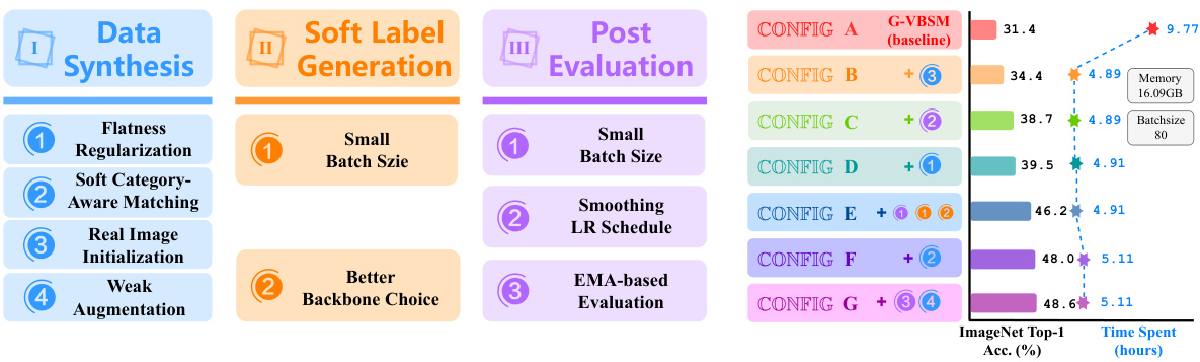 I
Data
Synthesis
1
Flatness
Regularization
2
Soft Category-
Aware Matching
3
Real Image
Initialization
4
Weak
Augmentation
II
Soft Label
Generation
1
Small
Batch Szie
2
Better
Backbone Choice
III
Post
Evaluation
1
Small
Batch Size
2
Smoothing
LR Schedule
3
EMA-based
Evaluation
CONFIG A G-VBSM
(baseline)
31.4
9.77
CONFIG B + 3
34.4
4.89
Memory
16.09GB
CONFIG C + 2
38.7
4.89
Batchsize
80
CONFIG D + 1
39.5
4.91
CONFIG E + 1 1 2
46.2
4.91
CONFIG F + 2
48.0
5.11
CONFIG G + 3 4
48.6
5.11
ImageNet Top-1
Acc. (%)
Time Spent
(hours)